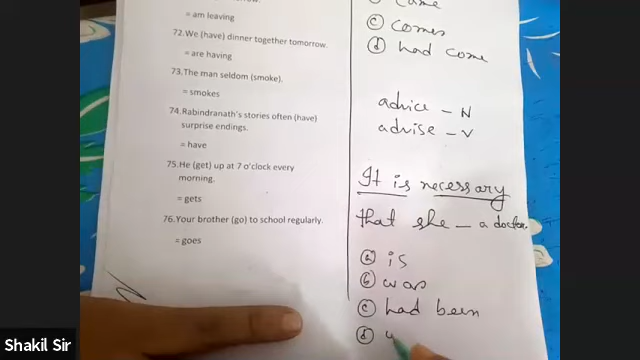 = am leaving
72.We (have) dinner together tomorrow.
= are having
73.The man seldom (smoke).
= smokes
74.Rabindranath's stories often (have)
surprise endings.
= have
75.He (get) up at 7 o'clock every
morning.
= gets
76.Your brother (go) to school regularly.
= goes
came
ⓒ comes
ⓓ had come
advice - N
advise - V
It is necessary
that she _ a doctor.
ⓐ is
ⓑ was
ⓒ had been
ⓓ
Shakil Sir